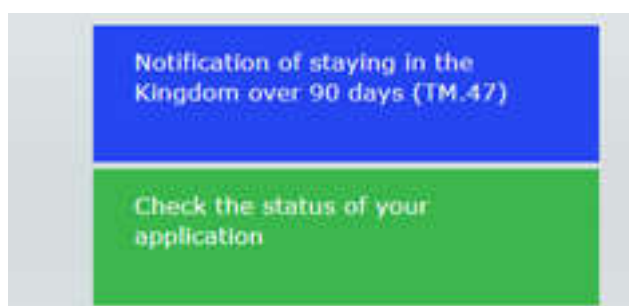 Notification of staying in the
Kingdom over 90 days (TM.47)
Check the status of your
application